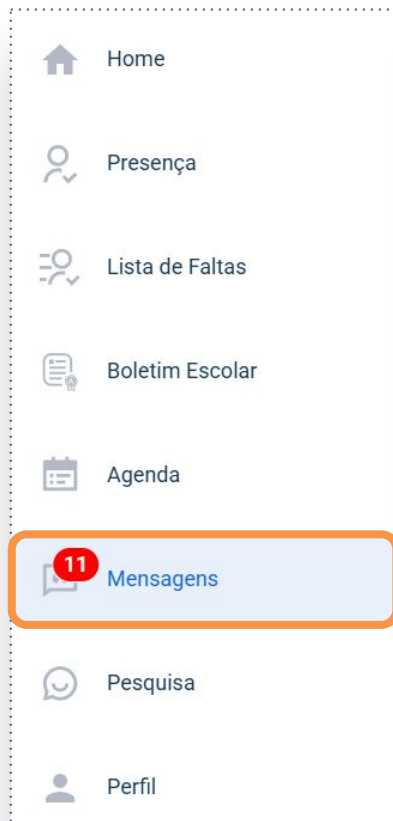 Home
Presença
Lista de Faltas
Boletim Escolar
Agenda
11
Mensagens
Pesquisa
Perfil